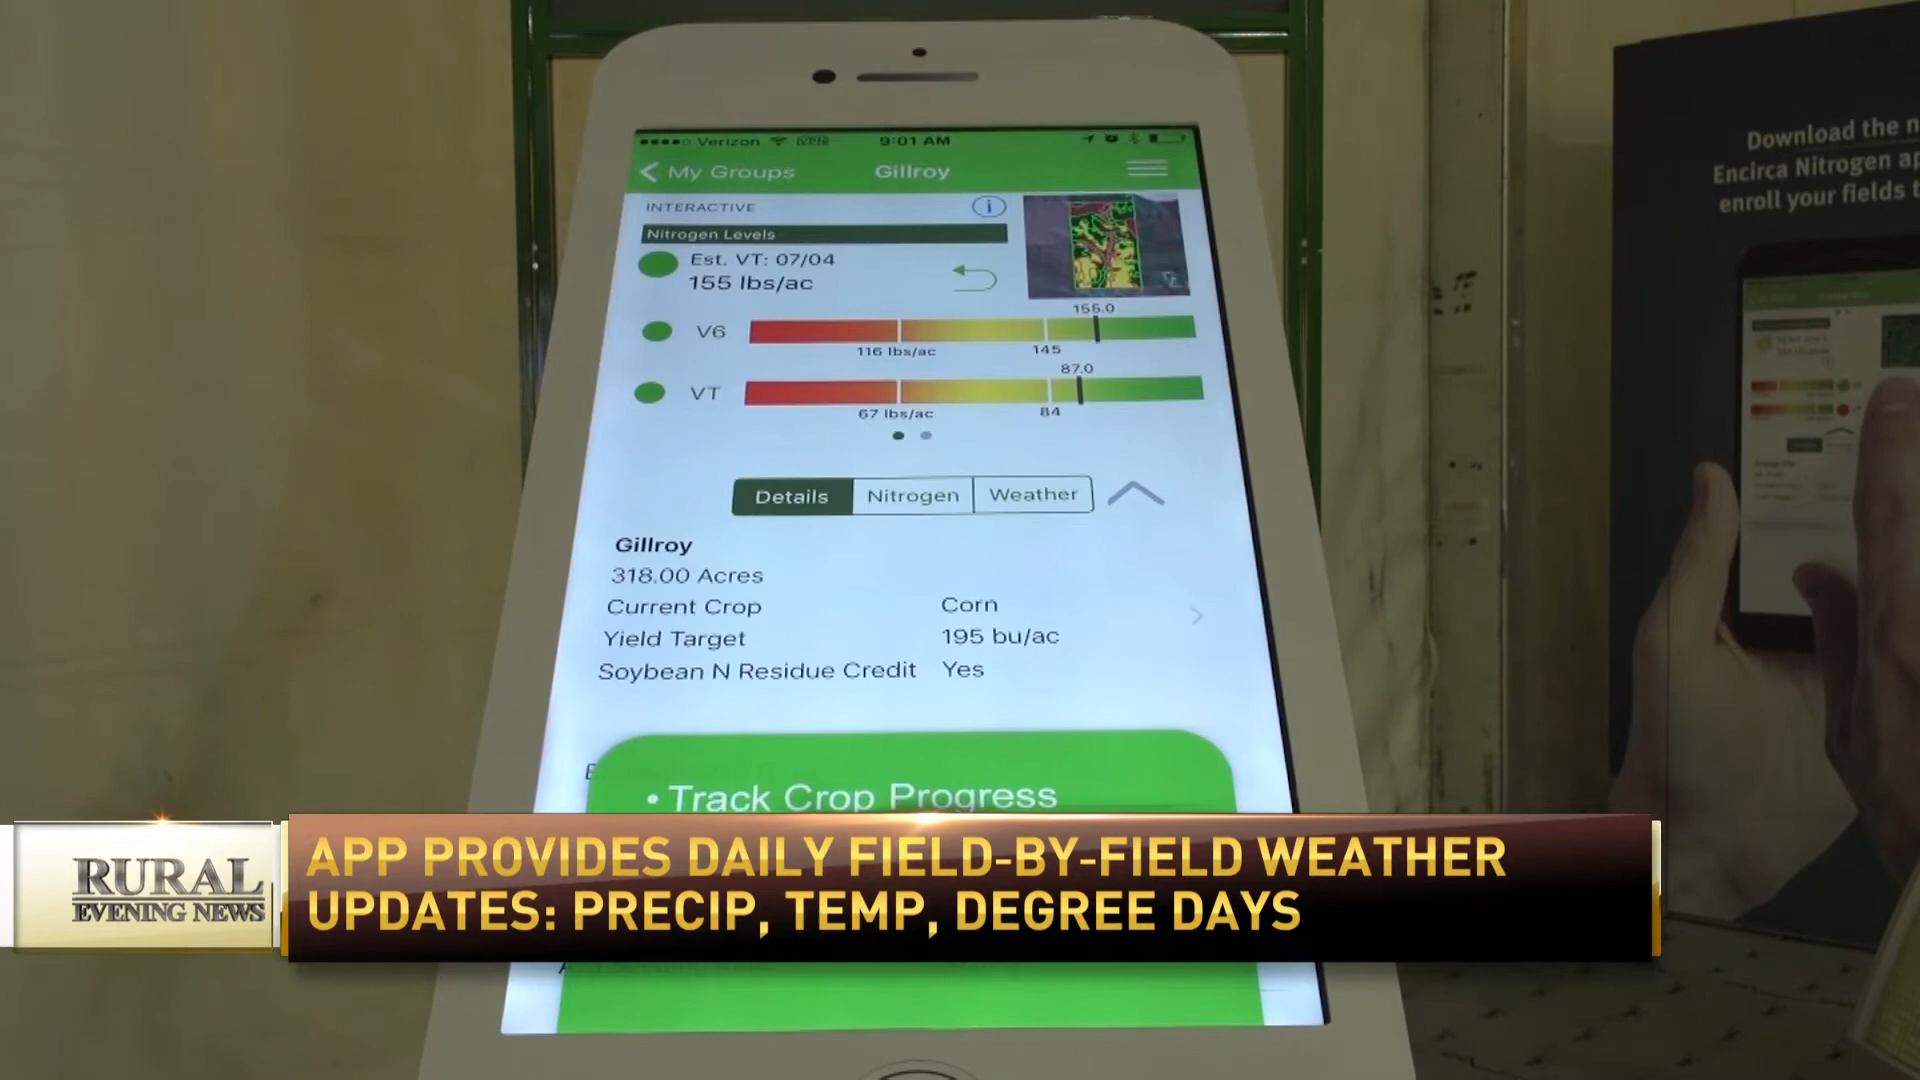 Verizon
9:01 AM
My Groups
Gillroy
INTERACTIVE
i
Nitrogen Levels
Est. VT: 07/04
155 lbs/ac
155.0
V6
116 lbs/ac
145
87.0
VT
67 lbs/ac
84
Details
Nitrogen
Weather
Gillroy
318.00 Acres
Current Crop Corn
Yield Target 195 bu/ac
Soybean N Residue Credit Yes
• Track Crop Progress
Download the n
Encirca Nitrogen ap
enroll your fields t
RURAL
EVENING NEWS
APP PROVIDES DAILY FIELD-BY-FIELD WEATHER
UPDATES: PRECIP, TEMP, DEGREE DAYS